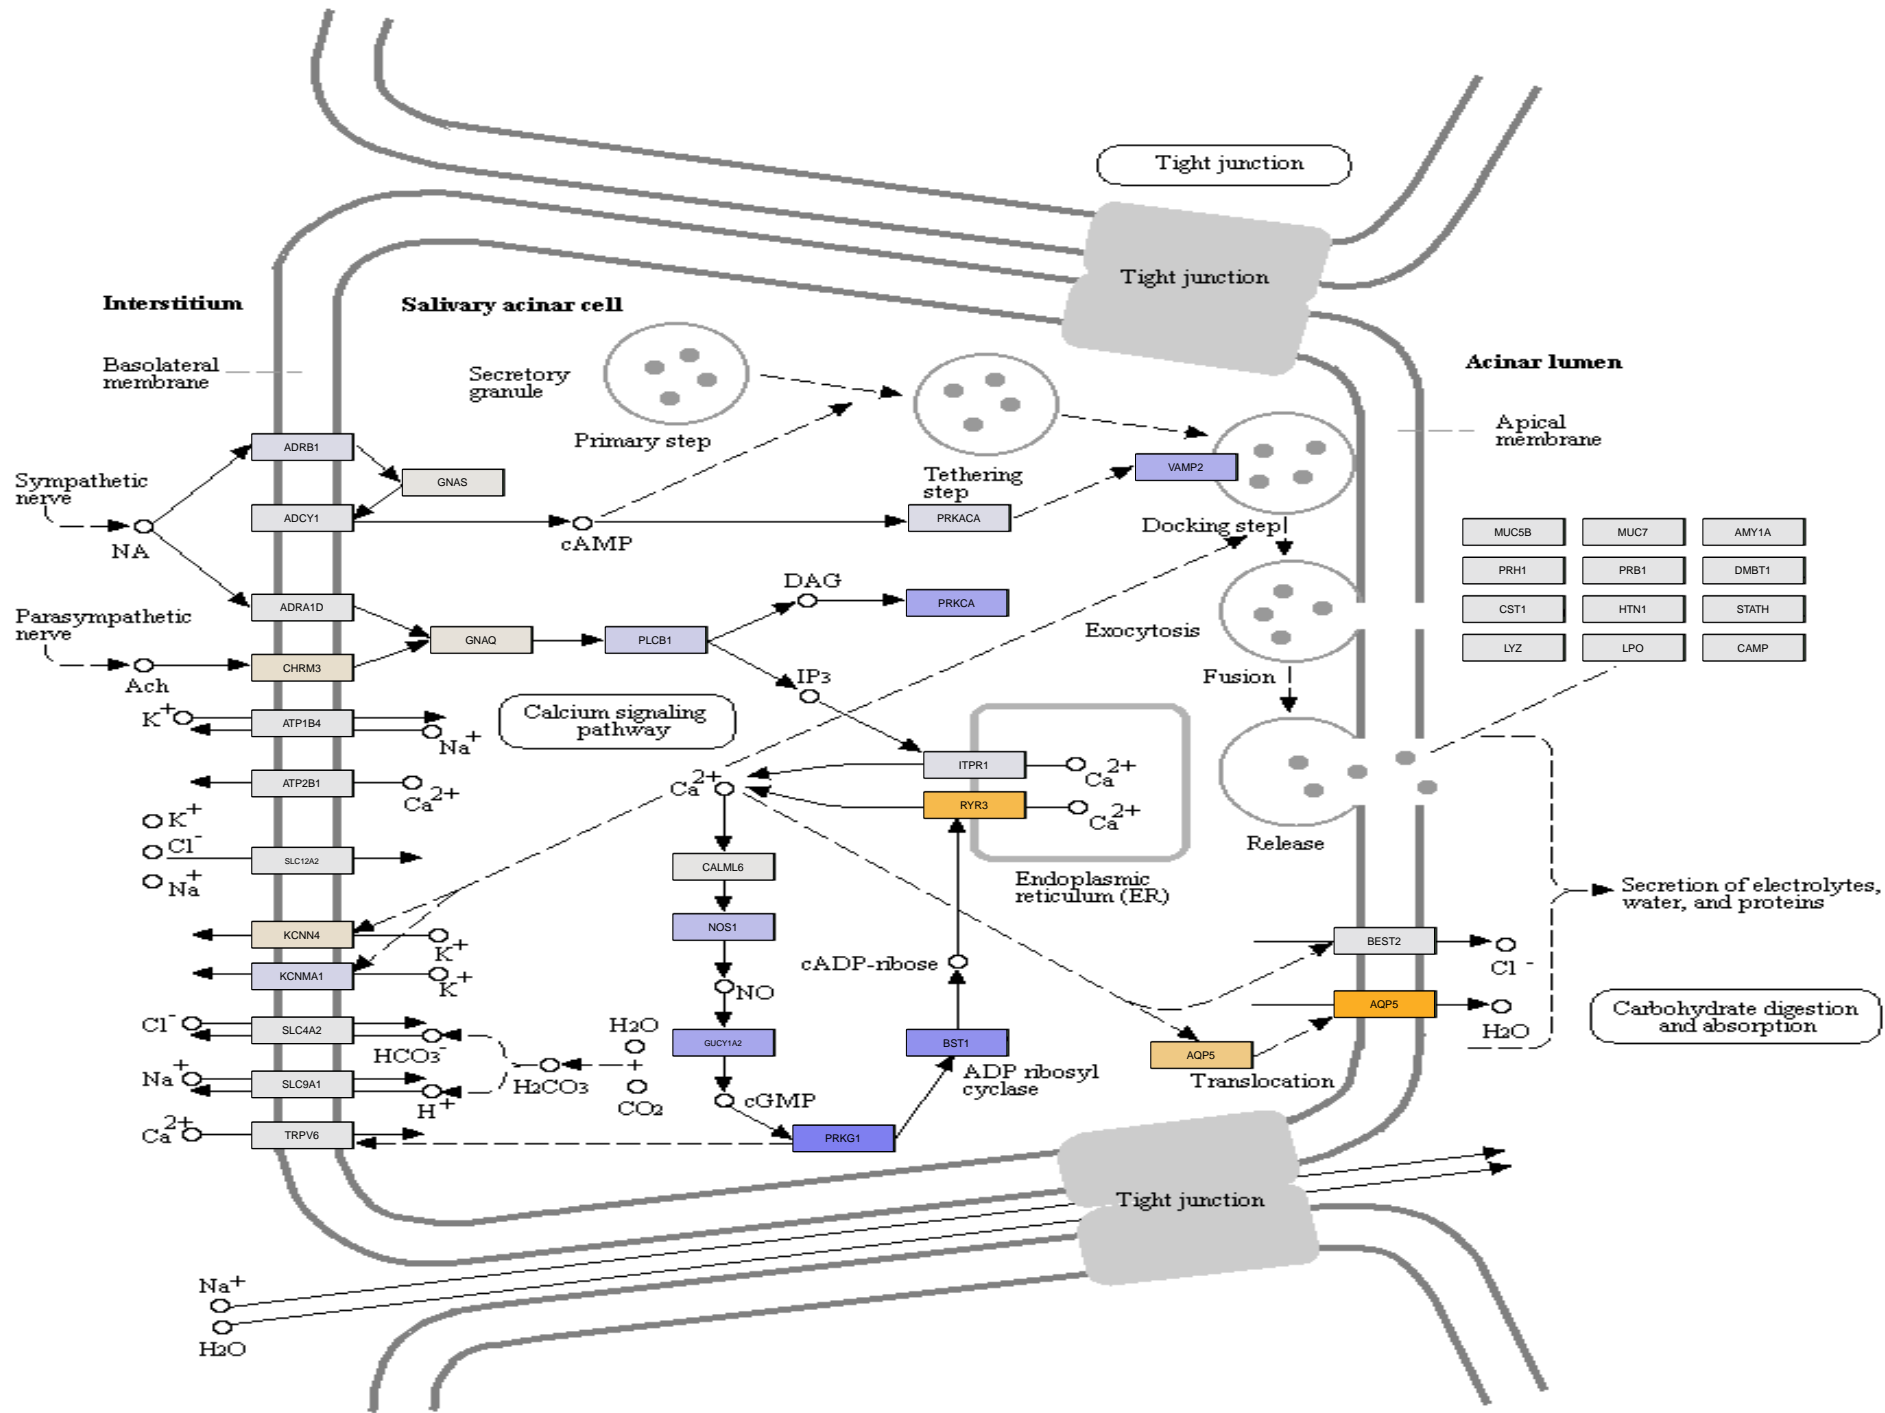 Tight junction
Tight junction
Interstitium
Salivary acinar cell
Basolateral
membrane
Secretory
granule
Acinar lumen
Primary step
Apical
membrane
ADRB1
GNAS
VAMP2
Tethering
step
Sympathetic
nerve
ADCY1
NA
cAMP
PRKACA
Docking step
MUC5B
MUC7
AMY1A
PRH1
PRB1
DMBT1
CST1
HTN1
STATH
LYZ
LPO
CAMP
ADRA1D
DAG
PRKCA
Parasympathetic
nerve
GNAQ
PLCB1
Exocytosis
Ach
CHRM3
IP3
Fusion
K+
ATP1B4
Na+
Calcium signaling
pathway
ITPR1
Ca2+
ATP2B1
Ca2+
Ca2+
RYR3
Ca2+
K+
Cl-
Na+
SLC12A2
CALML6
Release
Endoplasmic
reticulum (ER)
Secretion of electrolytes,
water, and proteins
KCNN4
K+
NOS1
BEST2
Cl-
KCNMA1
K+
cADP-ribose
NO
AQP5
H2O
Carbohydrate digestion
and absorption
Cl-
SLC4A2
HCO3-
H2O
GUCY1A2
BST1
AQP5
Translocation
ADP ribosyl
cyclase
Na+
SLC9A1
H+
H2CO3
+
CO2
cGMP
Ca2+
TRPV6
PRKG1
Tight junction
Na+
H2O